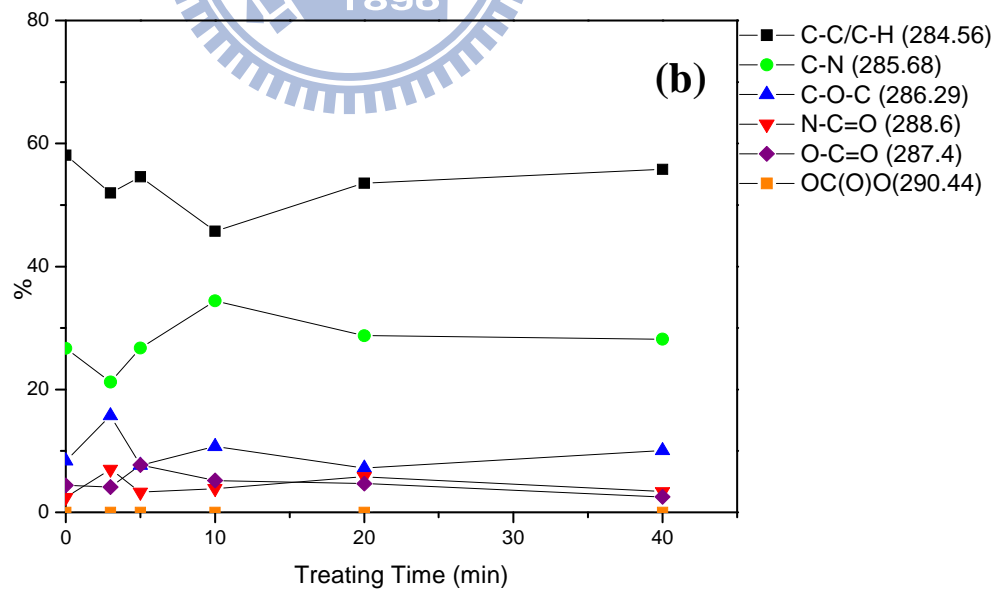 1898
80
60
40
20
0
%
0
10
20
30
40
Treating Time (min)
(b)
C-C/C-H (284.56)
C-N (285.68)
C-O-C (286.29)
N-C=O (288.6)
O-C=O (287.4)
OC(O)O(290.44)